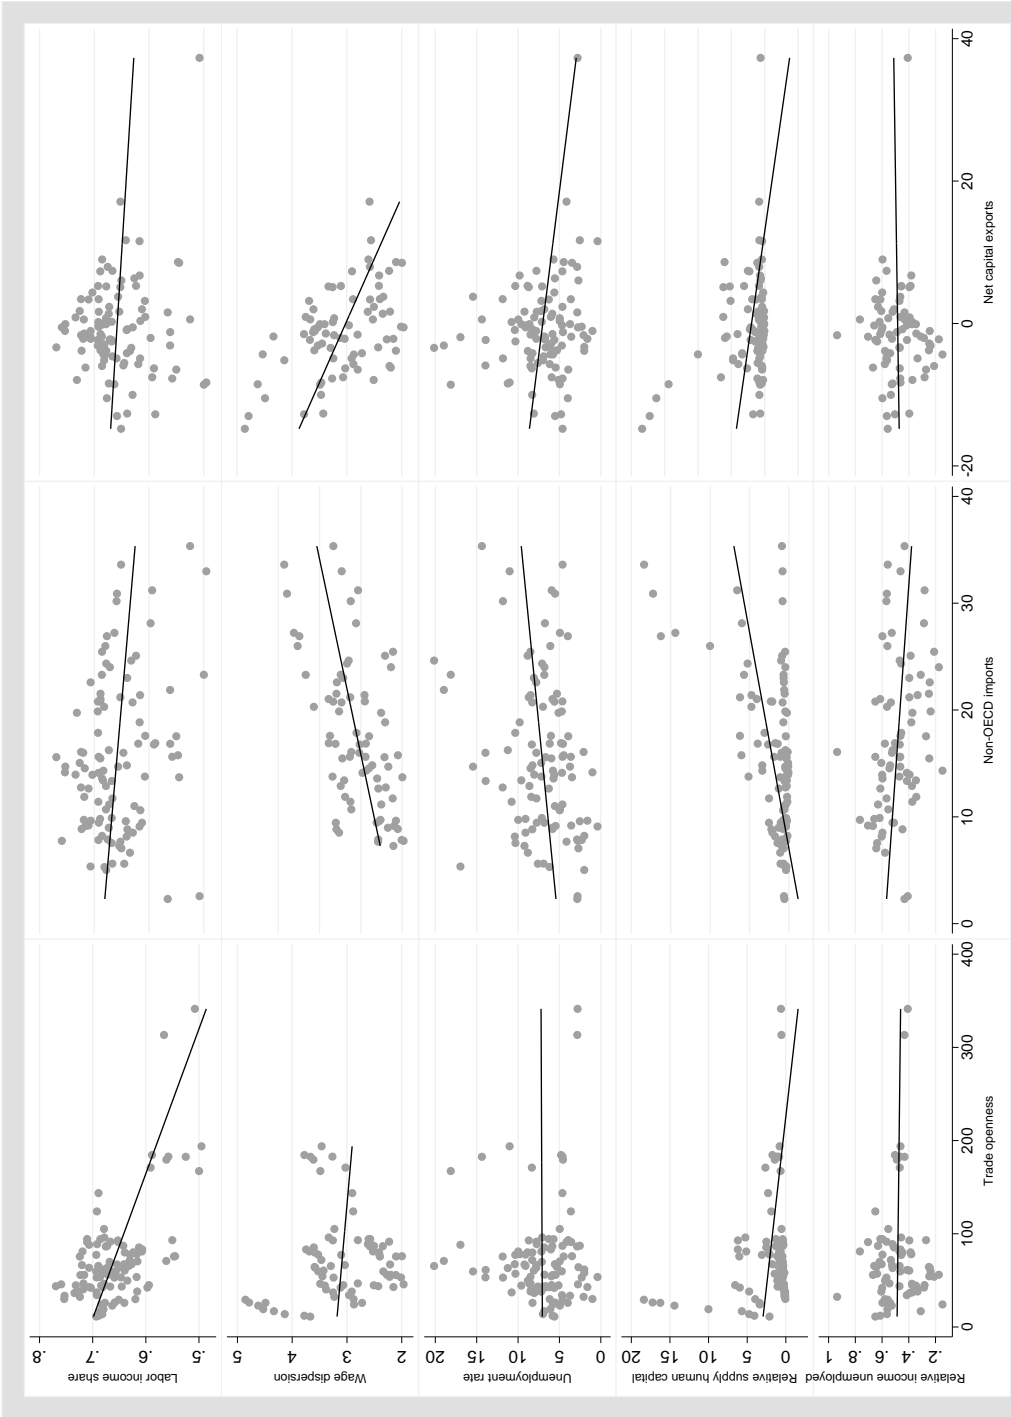 Labor income share
.8
.7
.6
.5
Wage dispersion
5
4
3
2
Unemployment rate
20
15
10
5
0
Relative supply human capital
20
15
10
5
0
Relative income unemployed
1
.8
.6
.4
.2
0 100 200 300 400
Trade openness
0 10 20 30 40
Non-OECD imports
-20 0 20 40
Net capital exports